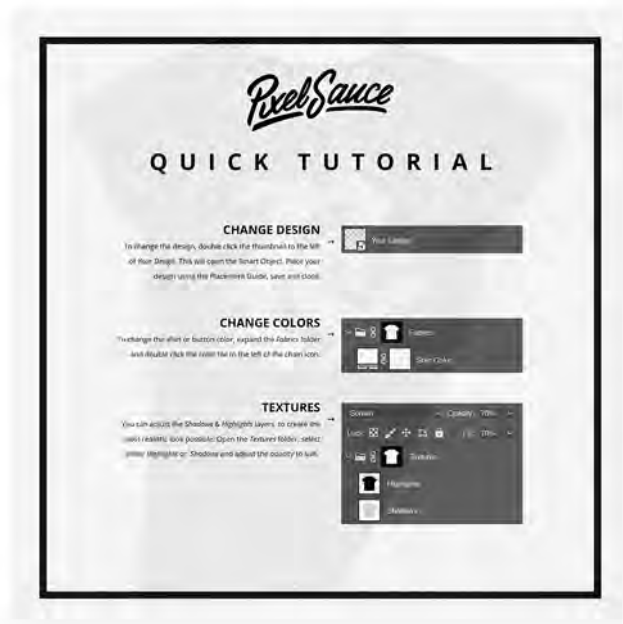 PixelSauce
QUICK TUTORIAL
CHANGE DESIGN
To change the design, double click the thumbnail to the left
of Your Design. This will open the Smart Object. Place your
design using the Placement Guide, save and close.
Your Design
CHANGE COLORS
To change the shirt or button color, expand the Fabrics folder
and double click the color tile in the left of the chain icon.
Fabrics
Shirt Color
TEXTURES
You can adjust the Shadows & Highlights layers, to create the
most realistic look possible. Open the Textures folder, select
either Highlights or Shadows and adjust the opacity to suit.
Screen Opacity: 70%
Lock: Fill: 70%
Textures
Highlights
Shadows